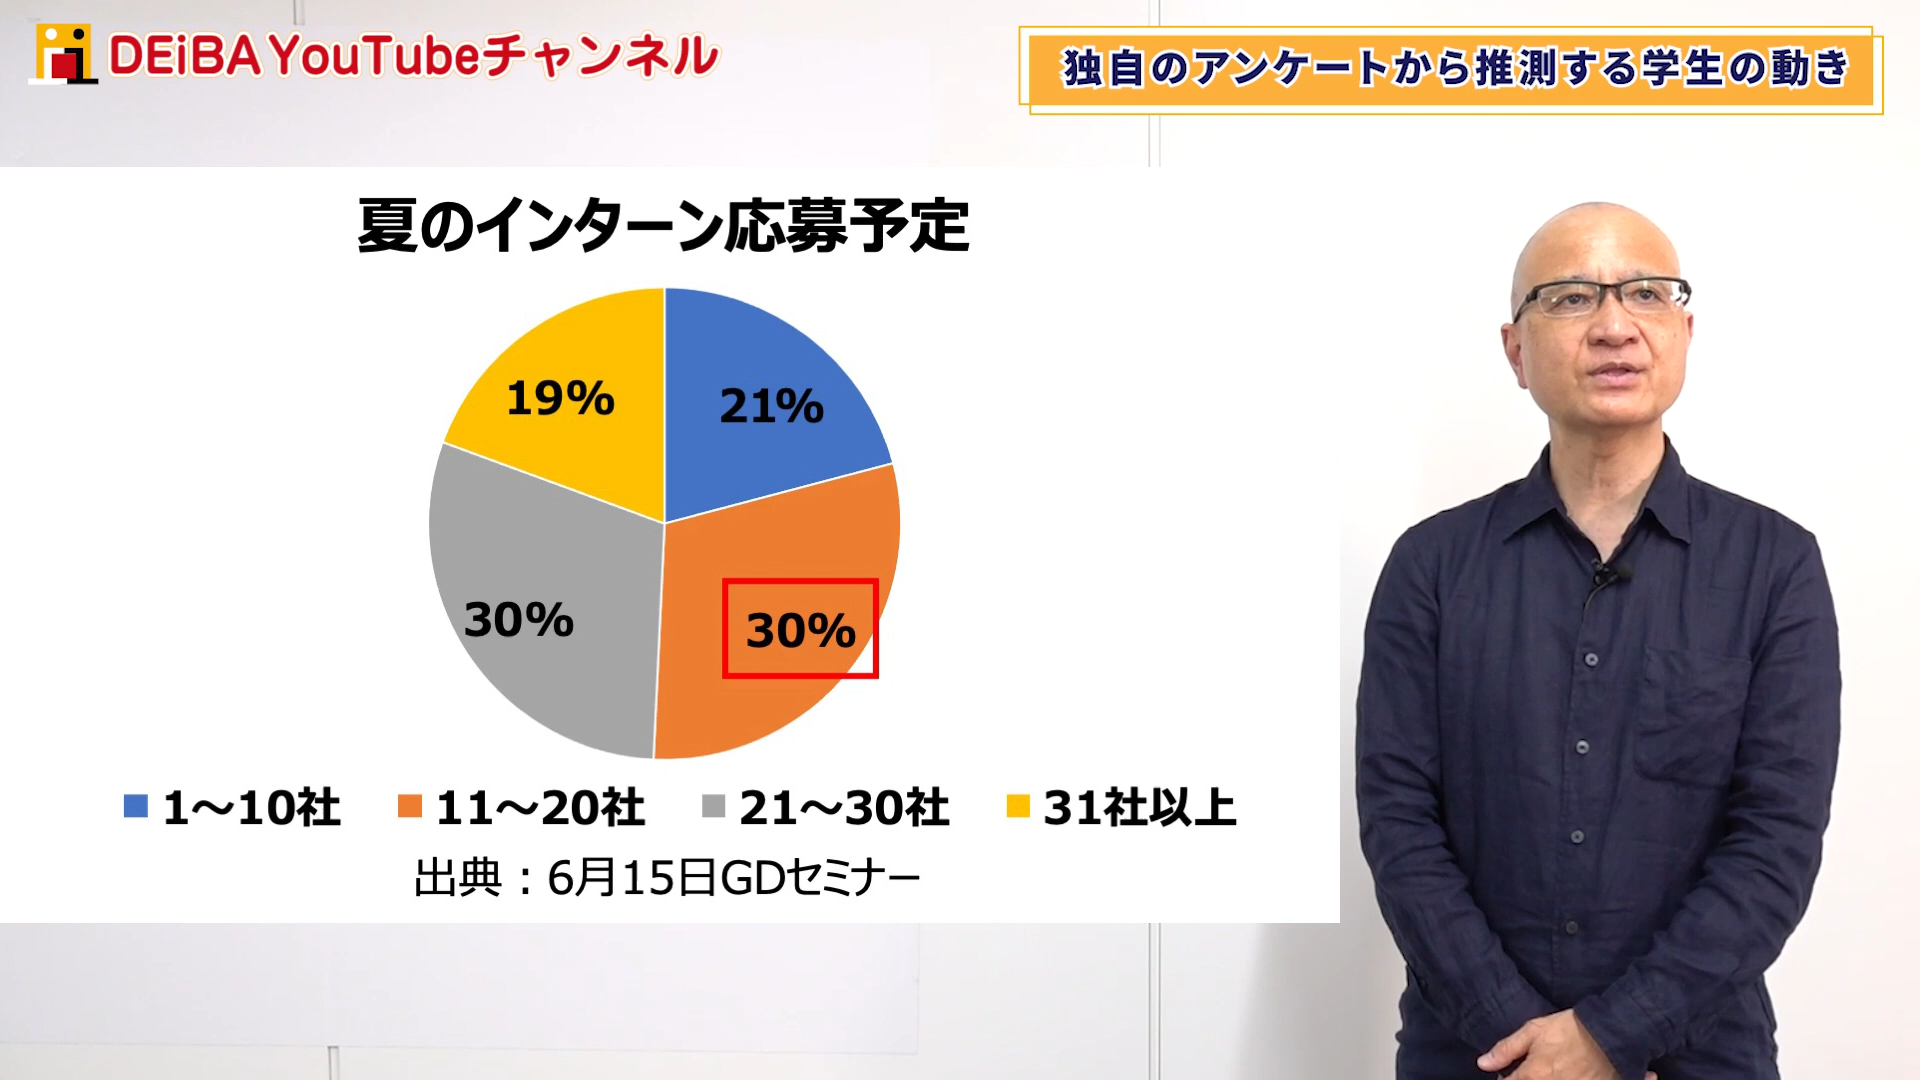 DEiBA YouTubeチャンネル
独自のアンケートから推測する学生の動き
夏のインターン応募予定
19%
21%
30%
30%
1～10社
11～20社
21～30社
31社以上
出典：6月15日GDセミナー